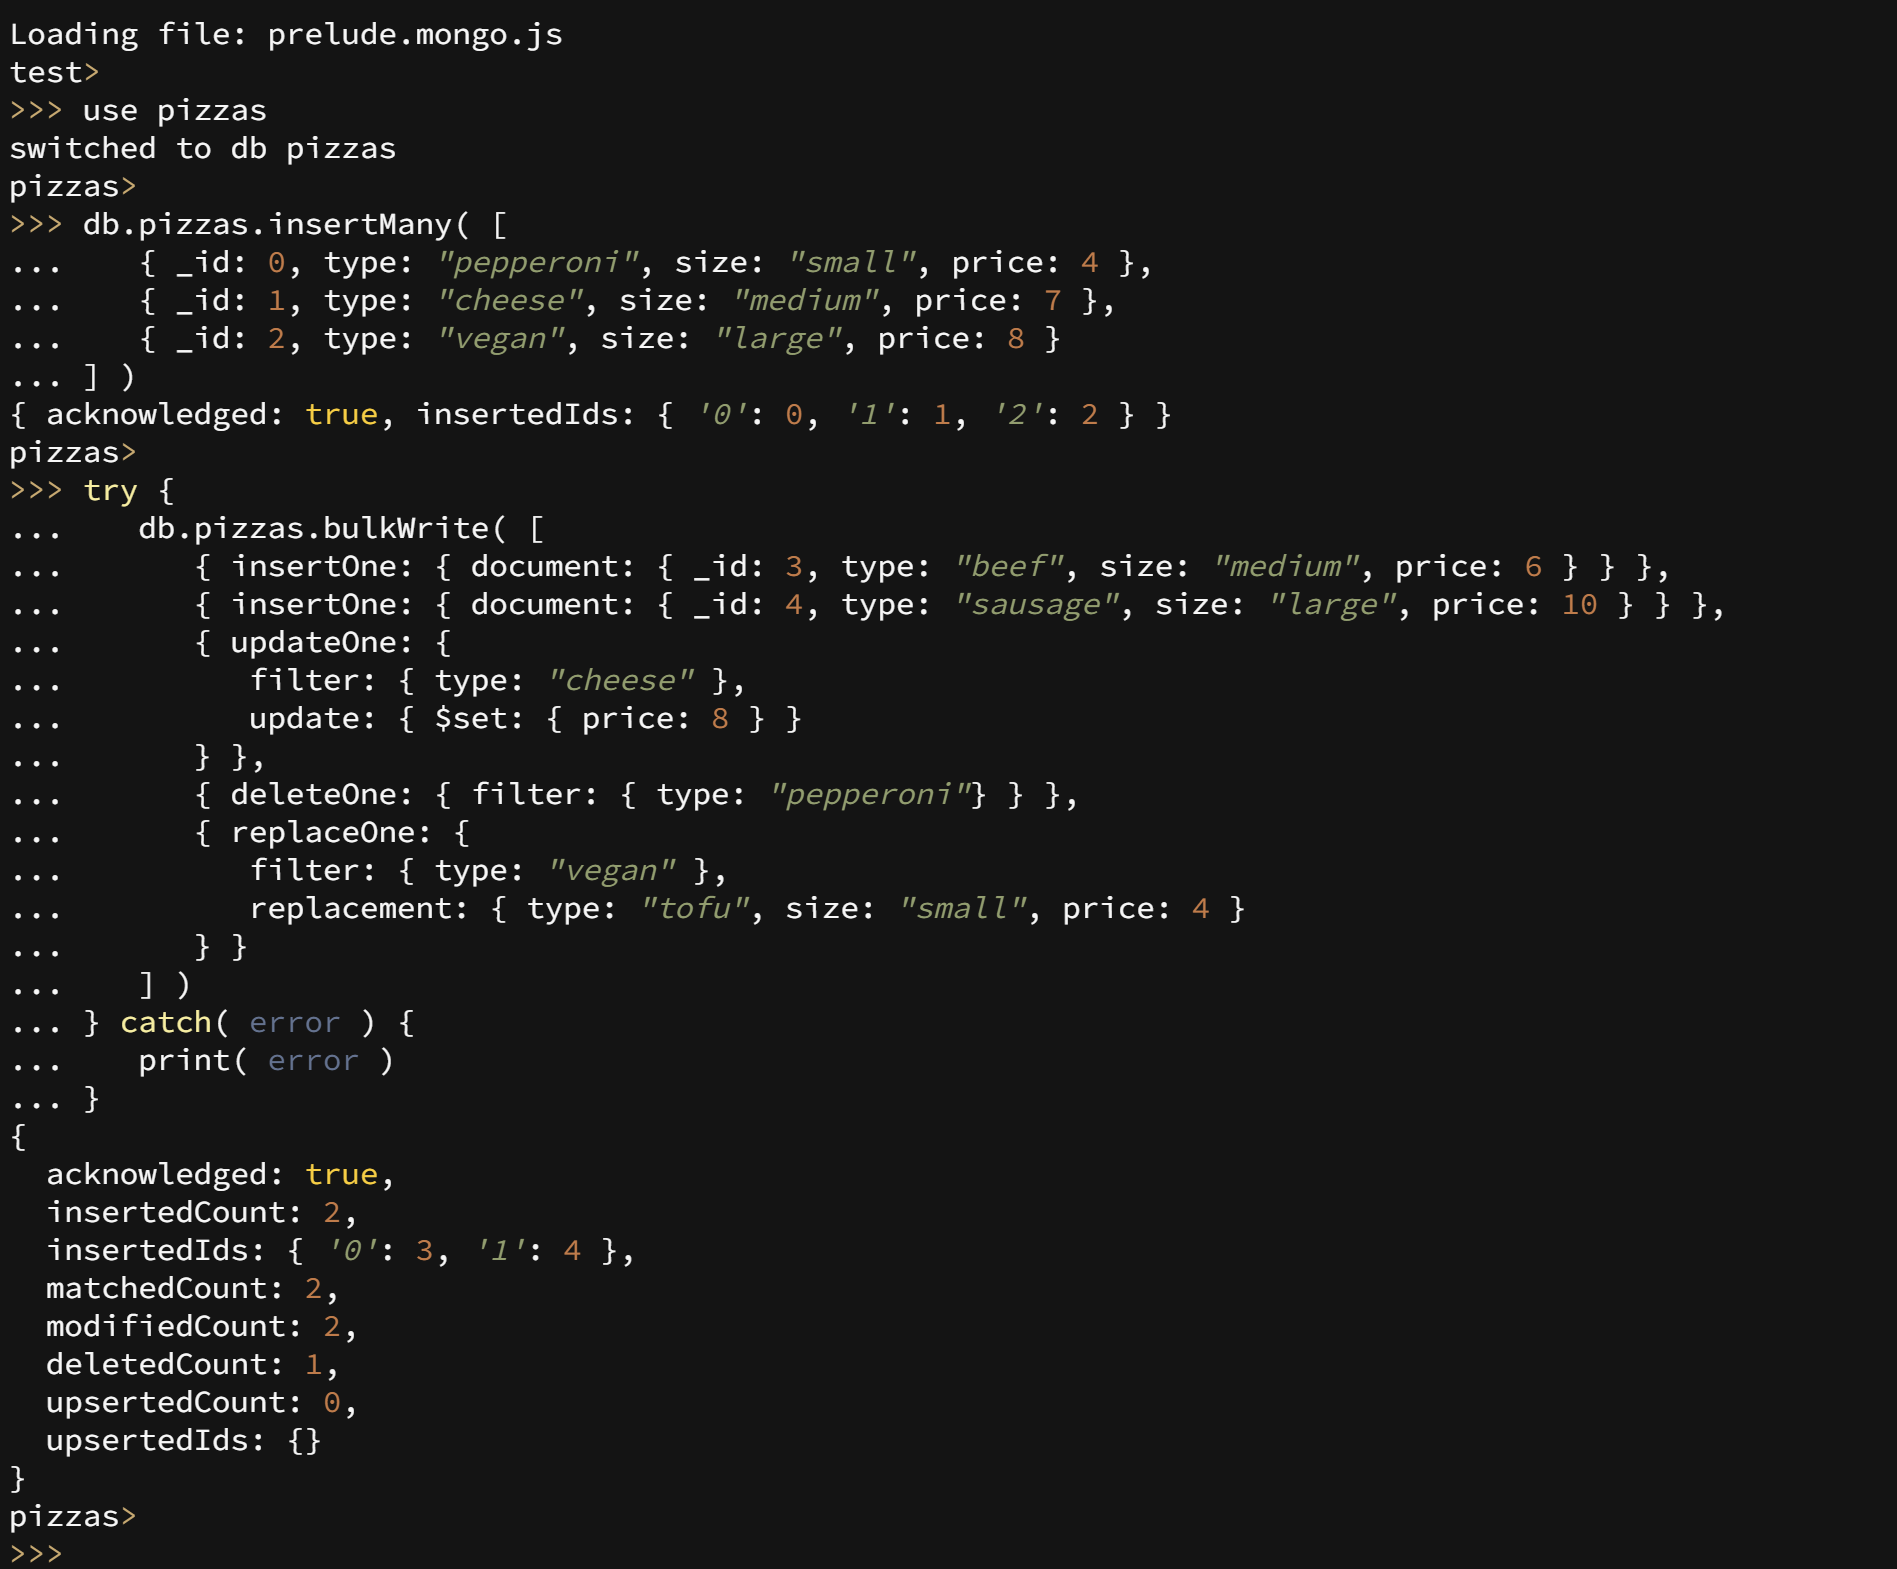 Loading file: prelude.mongo.js
test>
>>> use pizzas
switched to db pizzas
pizzas>
>>> db.pizzas.insertMany( [
...    { _id: 0, type: "pepperoni", size: "small", price: 4 },
...    { _id: 1, type: "cheese", size: "medium", price: 7 },
...    { _id: 2, type: "vegan", size: "large", price: 8 }
... ] )
{ acknowledged: true, insertedIds: { '0': 0, '1': 1, '2': 2 } }
pizzas>
>>> try {
...    db.pizzas.bulkWrite( [
...       { insertOne: { document: { _id: 3, type: "beef", size: "medium", price: 6 } } },
...       { insertOne: { document: { _id: 4, type: "sausage", size: "large", price: 10 } } },
...       { updateOne: {
...          filter: { type: "cheese" },
...          update: { $set: { price: 8 } }
...       } },
...       { deleteOne: { filter: { type: "pepperoni"} } },
...       { replaceOne: {
...          filter: { type: "vegan" },
...          replacement: { type: "tofu", size: "small", price: 4 }
...       } }
...    ] )
... } catch( error ) {
...    print( error )
... }
{
  acknowledged: true,
  insertedCount: 2,
  insertedIds: { '0': 3, '1': 4 },
  matchedCount: 2,
  modifiedCount: 2,
  deletedCount: 1,
  upsertedCount: 0,
  upsertedIds: {}
}
pizzas>
>>>